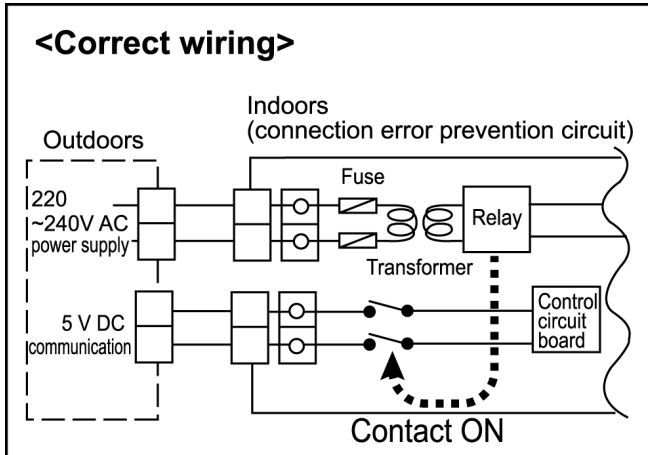 <Correct wiring>
Indoors
(connection error prevention circuit)
Outdoors
Fuse
220
~240V AC
power supply
Relay
Transformer
5 V DC
communication
Control
circuit
board
Contact ON